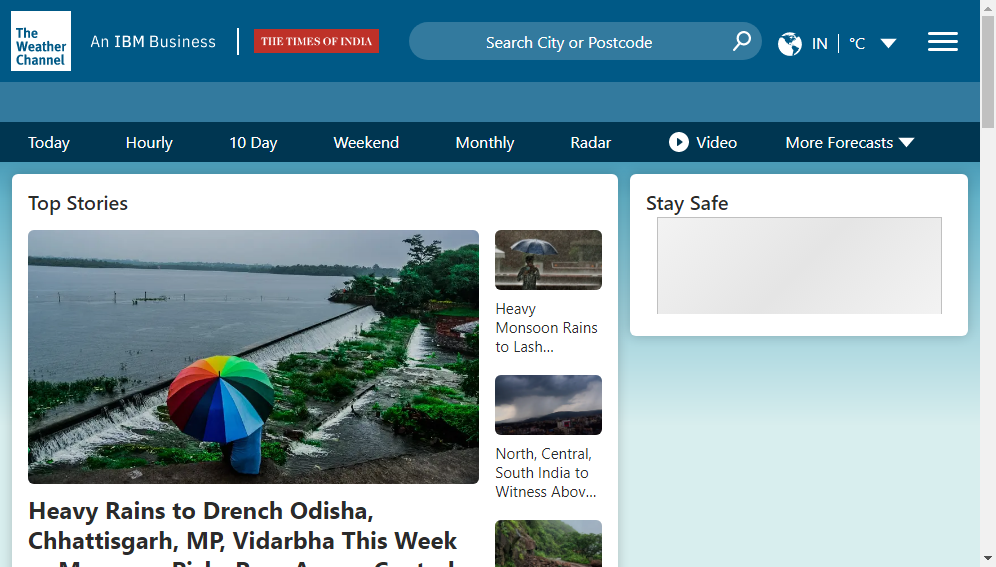 The
Weather
Channel
An IBM Business
THE TIMES OF INDIA
Search City or Postcode
IN
°C
Today
Hourly
10 Day
Weekend
Monthly
Radar
Video
More Forecasts
Top Stories
Heavy
Monsoon Rains
to Lash...
North, Central,
South India to
Witness Abov...
Heavy Rains to Drench Odisha,
Chhattisgarh, MP, Vidarbha This Week
Stay Safe